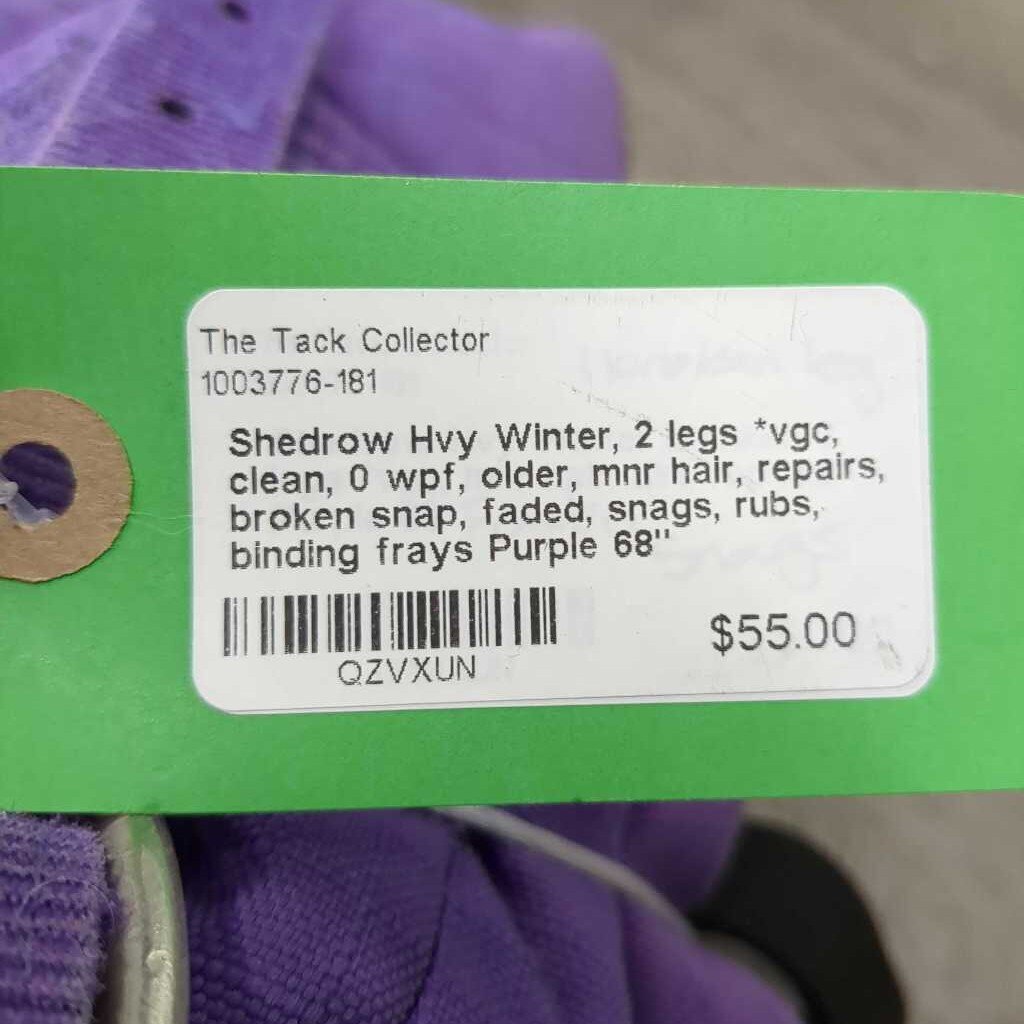 The Tack Collector
1003776-181
Shedrow Hvy Winter, 2 legs *vgc,
clean, 0 wpf, older, mnr hair, repairs,
broken snap, faded, snags, rubs,
binding frays Purple 68"
QZVXUN
$55.00